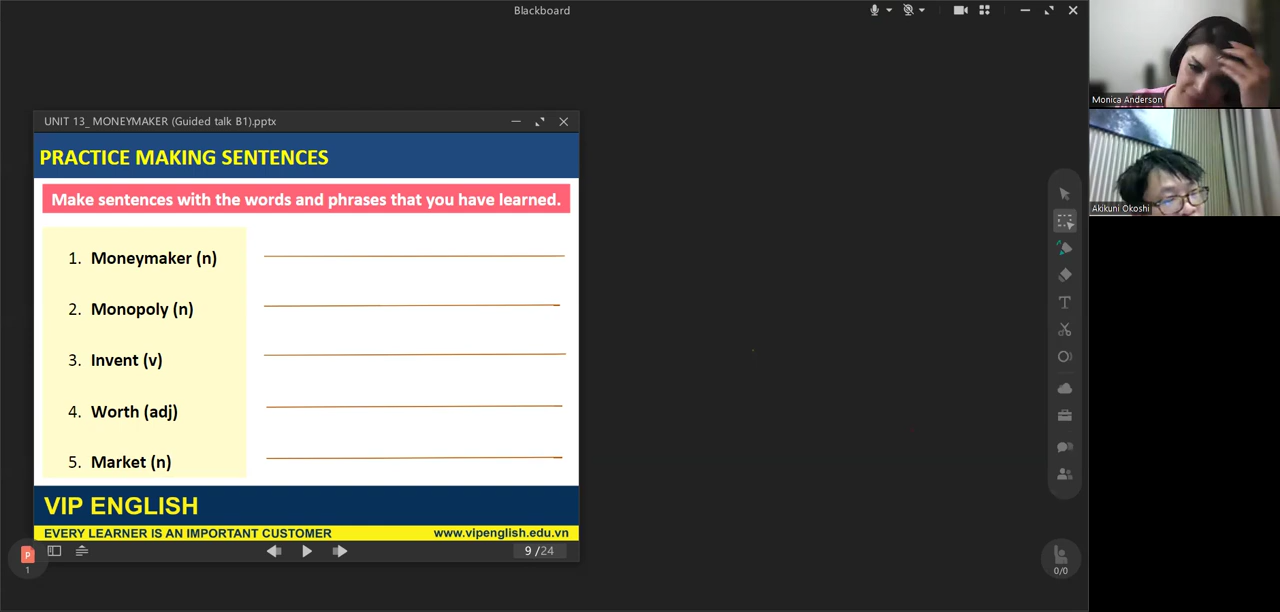 Blackboard
Monica Anderson
Akikuni Okoshi
UNIT 13_ MONEYMAKER (Guided talk B1).pptx
PRACTICE MAKING SENTENCES
Make sentences with the words and phrases that you have learned.
1. Moneymaker (n)
2. Monopoly (n)
3. Invent (v)
4. Worth (adj)
5. Market (n)
VIP ENGLISH
EVERY LEARNER IS AN IMPORTANT CUSTOMER www.vipenglish.edu.vn
P
1
9 /24
T
0/0